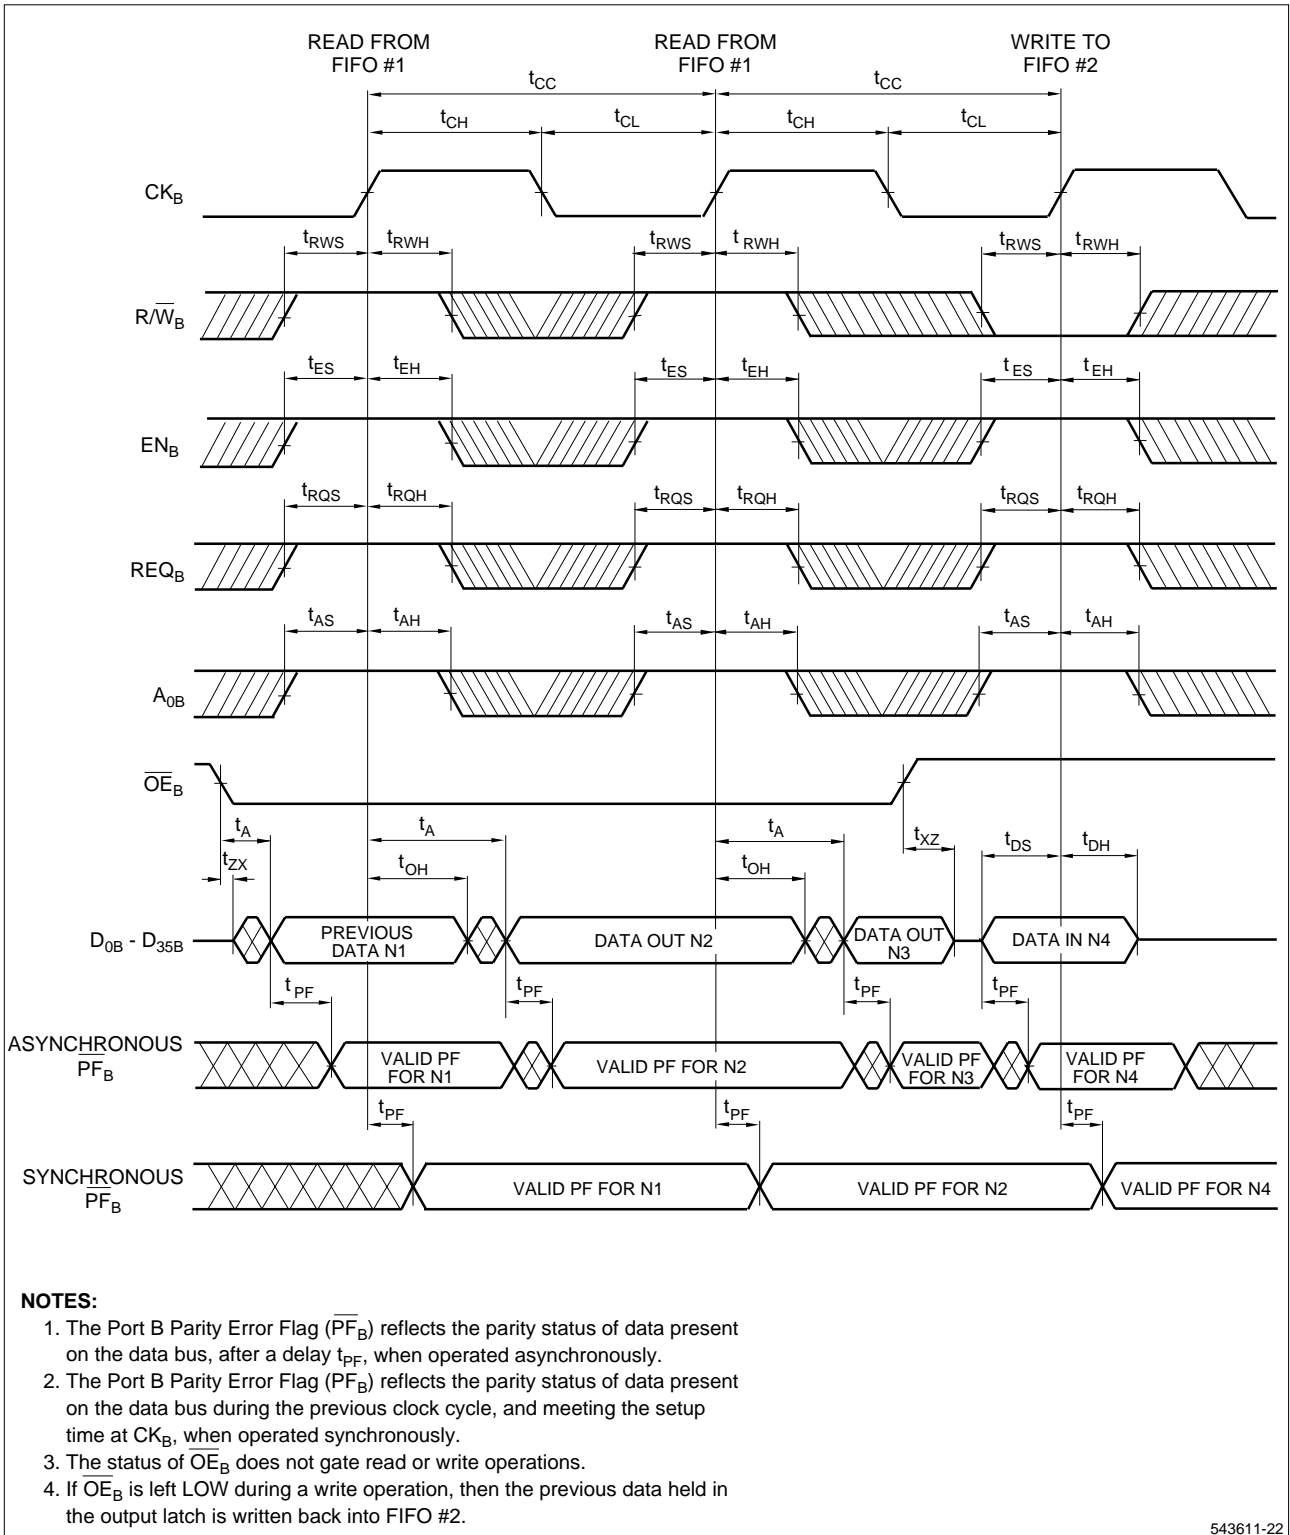 READ FROM
FIFO #1
READ FROM
FIFO #1
WRITE TO
FIFO #2
tCC tCC
tCH tCL tCH tCL
CKB
tRWS tRWH tRWS t RWH tRWS tRWH
R/W̅B
tES tEH tES tEH t ES tEH
ENB
tRQS tRQH tRQS tRQH tRQS tRQH
REQB
tAS tAH tAS tAH tAS tAH
A0B
O̅E̅B
tA tA tA tXZ tDS tDH
tZX tOH tOH
D0B - D35B
PREVIOUS
DATA N1
DATA OUT N2
DATA OUT
N3
DATA IN N4
t PF tPF tPF tPF
ASYNCHRONOUS
P̅F̅B
VALID PF
FOR N1
VALID PF FOR N2
VALID PF
FOR N3
VALID PF
FOR N4
tPF tPF tPF
SYNCHRONOUS
P̅F̅B
VALID PF FOR N1
VALID PF FOR N2
VALID PF FOR N4
NOTES:
1. The Port B Parity Error Flag (P̅F̅B) reflects the parity status of data present
on the data bus, after a delay tPF, when operated asynchronously.
2. The Port B Parity Error Flag (P̅F̅B) reflects the parity status of data present
on the data bus during the previous clock cycle, and meeting the setup
time at CKB, when operated synchronously.
3. The status of O̅E̅B does not gate read or write operations.
4. If O̅E̅B is left LOW during a write operation, then the previous data held in
the output latch is written back into FIFO #2.
543611-22